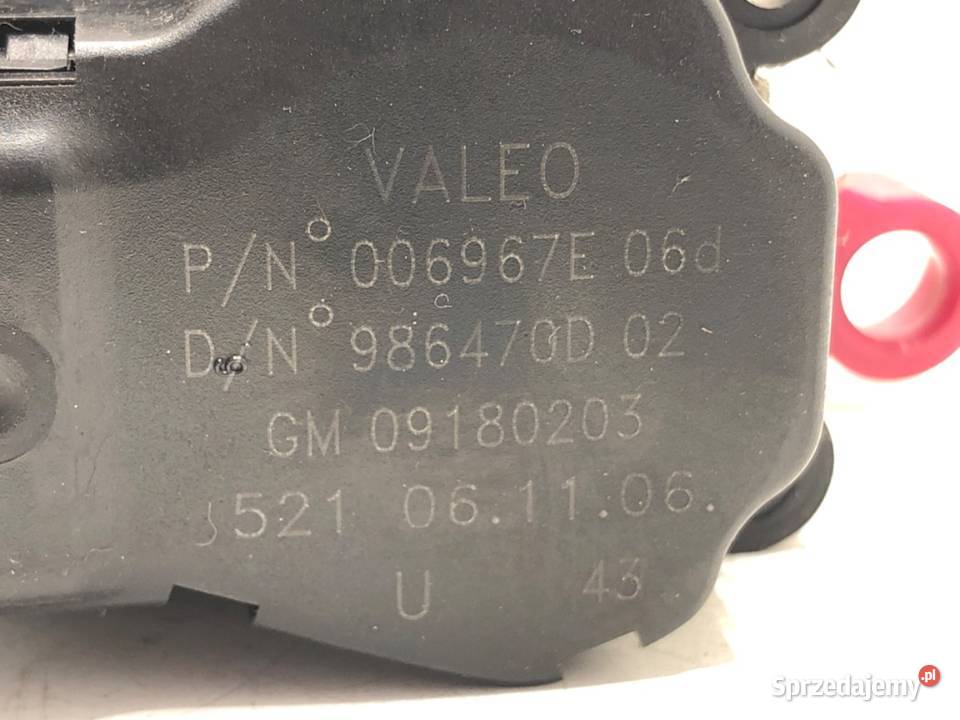 VALEO
P/N° 006967E 06d
D/N° 986470D 02
GM 09180203
521 06.11.06.
U 43
Sprzedajemy.pl